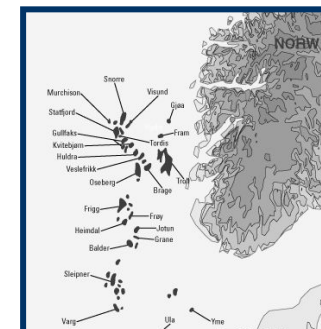 NORW
Snorre
Murchison
Visund
Gjøa
Statfjord
Gullfaks
Fram
Kvitebjørn
Tordis
Huldra
Veslefrikk
Troll
Oseberg
Brage
Frigg
Frøy
Heimdal
Jotun
Grane
Balder
Sleipner
Varg
Ula
Yme